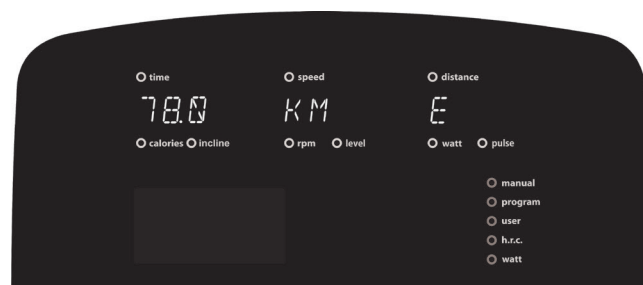 time speed distance
78.0 KM E
calories incline rpm level watt pulse
manual
program
user
h.r.c.
watt